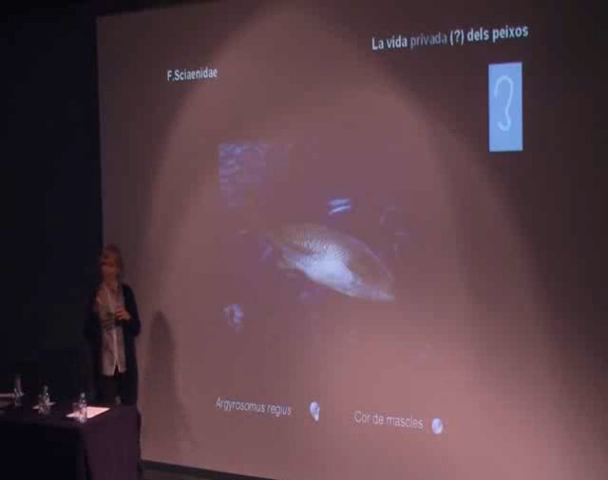 La vida privada (?) dels peixos
F.Sciaenidae
Argyrosomus regius
Cor de mascles